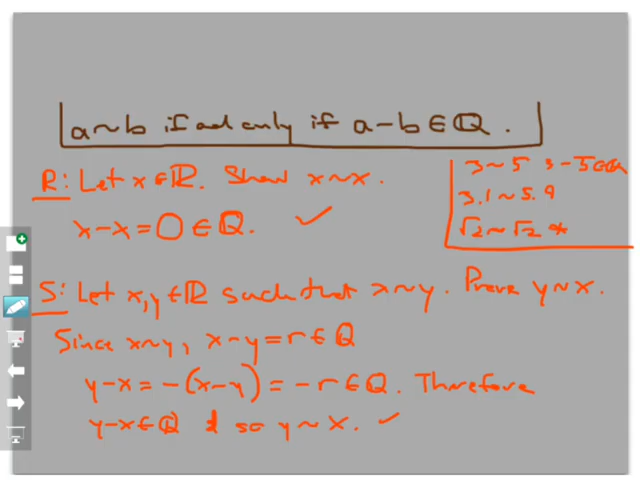 a ~ b if and only if a - b ∈ ℚ.
R: Let x ∈ ℝ. Show x ~ x.
x - x = 0 ∈ ℚ. ✓
3 ~ 5 3 - 5 ∈ ℚ
3.1 ~ 5.9
√2 ~ √2 *
S: Let x, y ∈ ℝ such that x ~ y. Prove y ~ x.
Since x ~ y, x - y = r ∈ ℚ
y - x = -(x - y) = -r ∈ ℚ. Therefore
y - x ∈ ℚ & so y ~ x. ✓